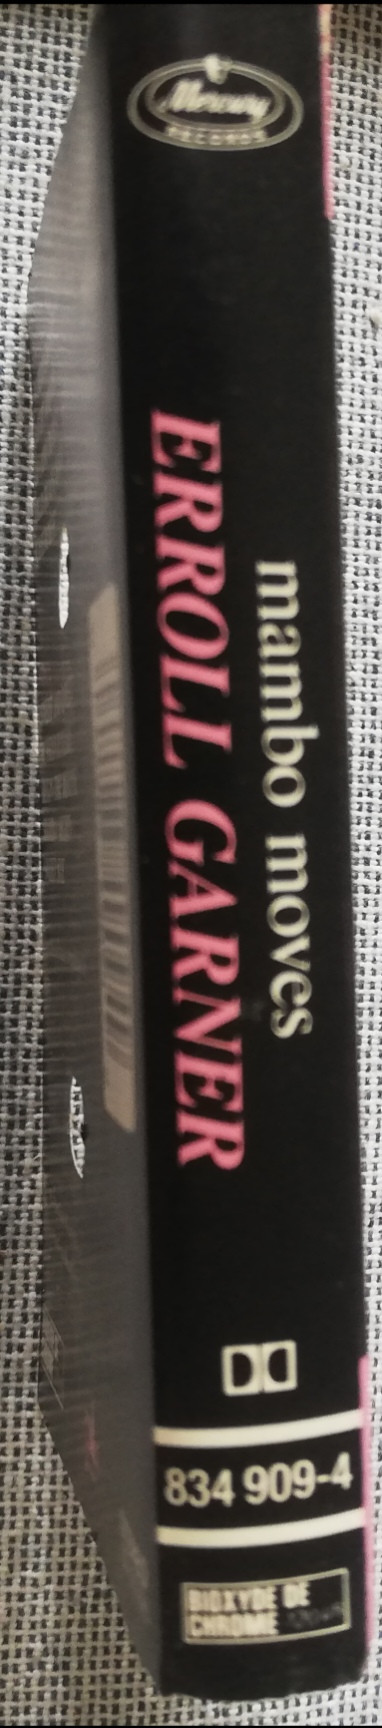 Mercury
RECORDS
mambo moves
ERROLL GARNER
834 909-4
BIOXYDE DE
CHROME